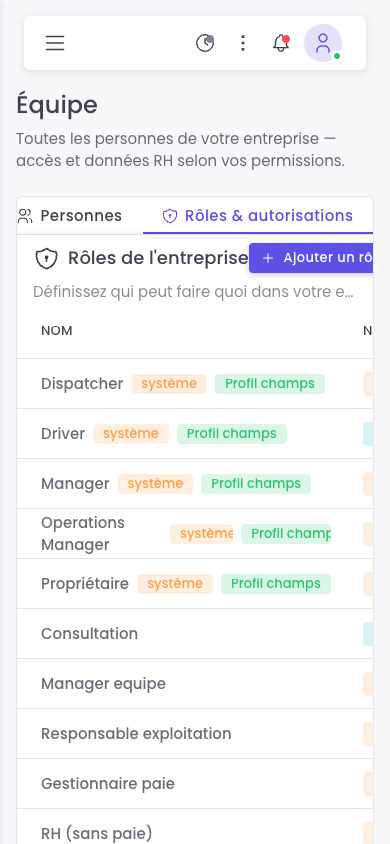 Équipe
Toutes les personnes de votre entreprise —
accès et données RH selon vos permissions.
Personnes
Rôles & autorisations
Rôles de l'entreprise
+ Ajouter un rô
Définissez qui peut faire quoi dans votre e...
NOM N
Dispatcher système Profil champs
Driver système Profil champs
Manager système Profil champs
Operations
Manager
système Profil champ
Propriétaire système Profil champs
Consultation
Manager equipe
Responsable exploitation
Gestionnaire paie
RH (sans paie)